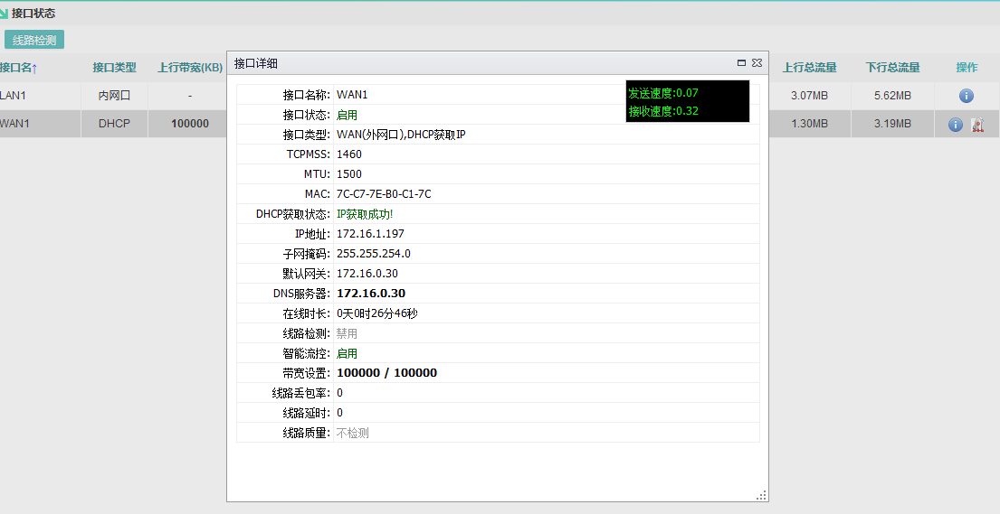 接口状态
线路检测
接口名↑ 接口类型 上行带宽(KB) 上行总流量 下行总流量 操作
LAN1 内网口 - 3.07MB 5.62MB
WAN1 DHCP 100000 1.30MB 3.19MB
接口详细
发送速度:0.07
接收速度:0.32
接口名称: WAN1
接口状态: 启用
接口类型: WAN(外网口),DHCP获取IP
TCPMSS: 1460
MTU: 1500
MAC: 7C-C7-7E-B0-C1-7C
DHCP获取状态: IP获取成功!
IP地址: 172.16.1.197
子网掩码: 255.255.254.0
默认网关: 172.16.0.30
DNS服务器: 172.16.0.30
在线时长: 0天0时26分46秒
线路检测: 禁用
智能流控: 启用
带宽设置: 100000 / 100000
线路丢包率: 0
线路延时: 0
线路质量: 不检测